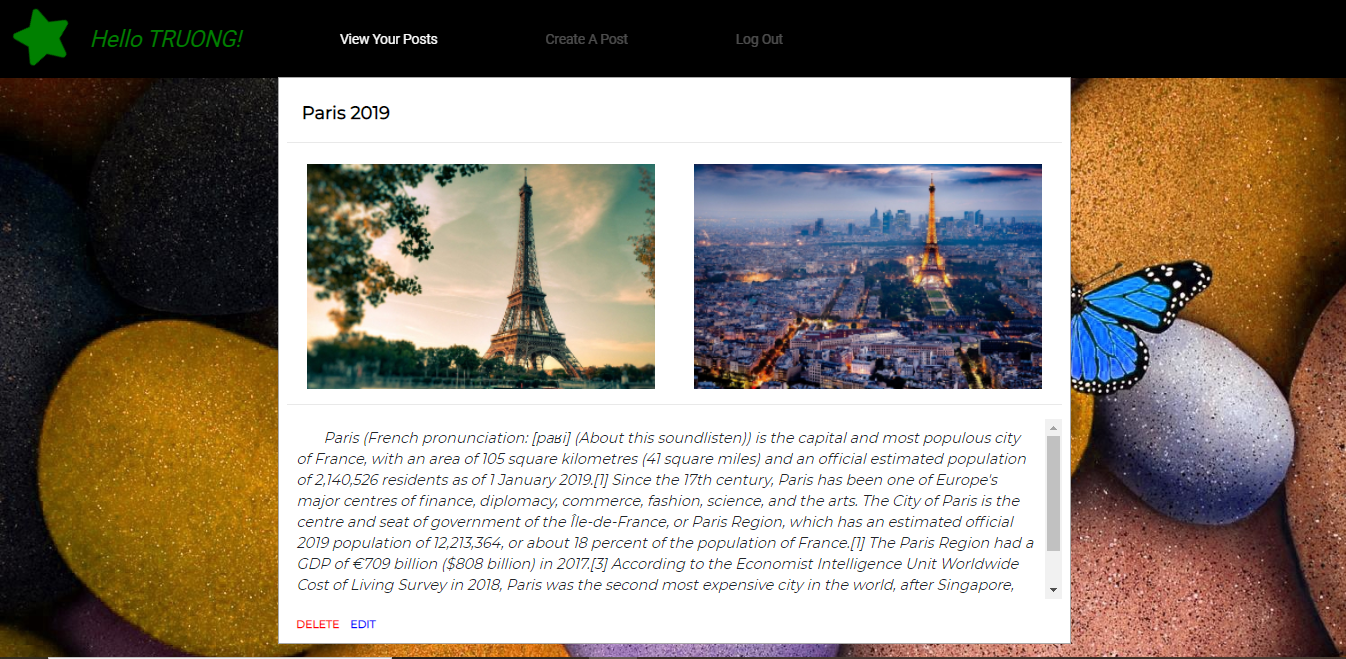 Hello TRUONG!
View Your Posts
Create A Post
Log Out
Paris 2019
Paris (French pronunciation: [paʁi] (About this soundlisten)) is the capital and most populous city
of France, with an area of 105 square kilometres (41 square miles) and an official estimated population
of 2,140,526 residents as of 1 January 2019.[1] Since the 17th century, Paris has been one of Europe's
major centres of finance, diplomacy, commerce, fashion, science, and the arts. The City of Paris is the
centre and seat of government of the Île-de-France, or Paris Region, which has an estimated official
2019 population of 12,213,364, or about 18 percent of the population of France.[1] The Paris Region had a
GDP of €709 billion ($808 billion) in 2017.[3] According to the Economist Intelligence Unit Worldwide
Cost of Living Survey in 2018, Paris was the second most expensive city in the world, after Singapore,
DELETE EDIT